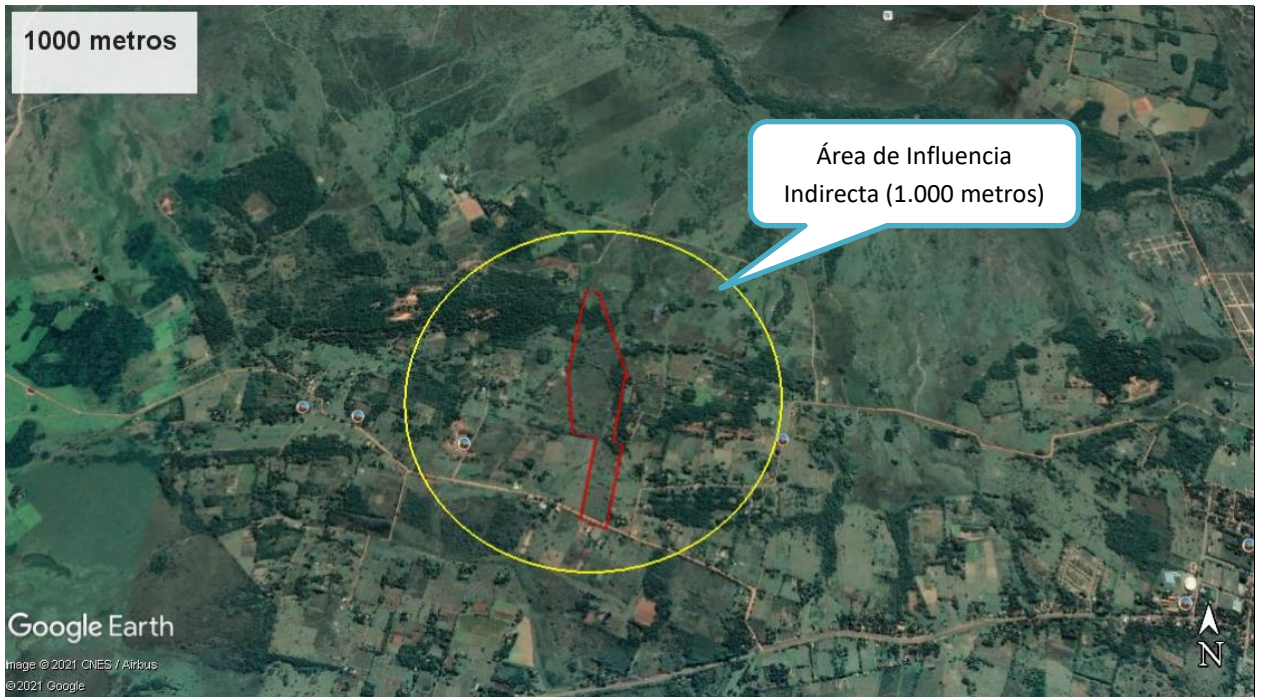 1000 metros
Área de Influencia
Indirecta (1.000 metros)
Google Earth
Image © 2021 CNES / Airbus
© 2021 Google
N